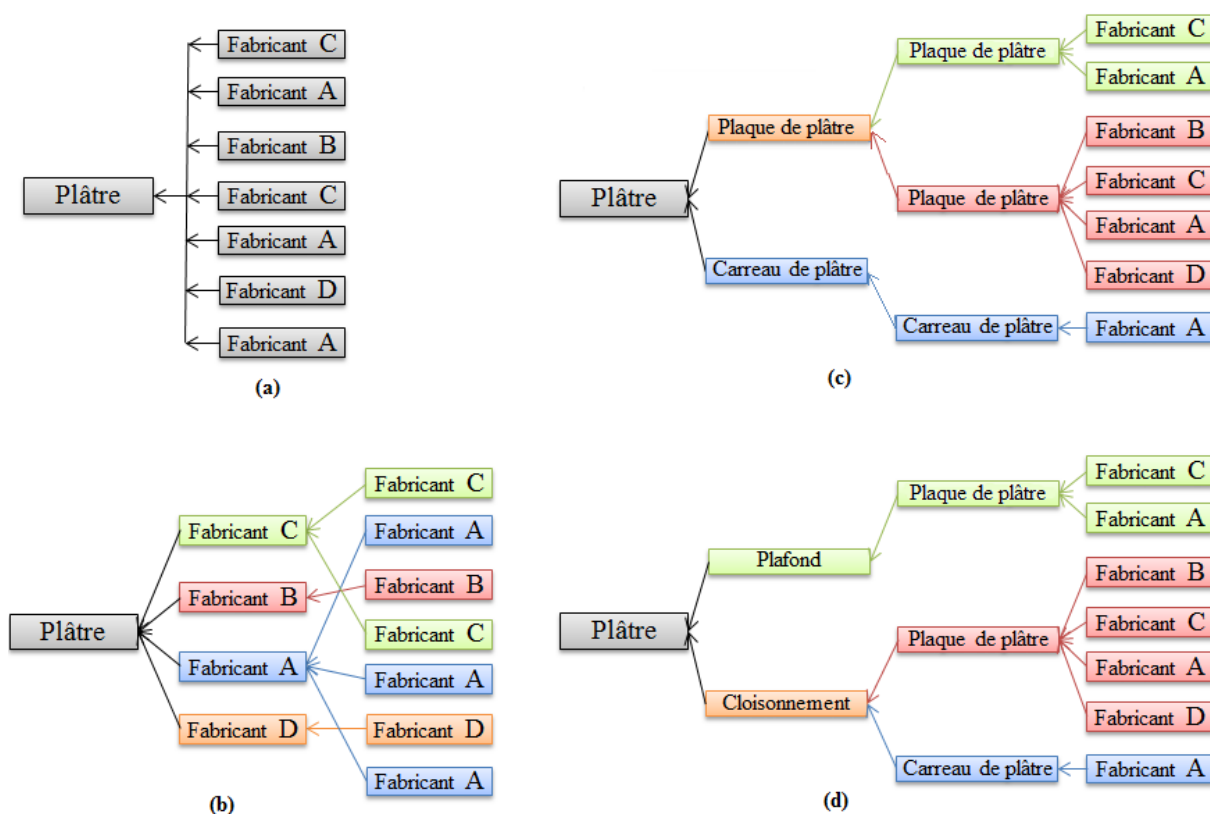 Fabricant C
Fabricant A
Fabricant B
Plâtre
Fabricant C
Fabricant A
Fabricant D
Fabricant A
(a)
Fabricant C
Plaque de plâtre
Fabricant A
Plaque de plâtre
Fabricant B
Fabricant C
Plâtre
Plaque de plâtre
Fabricant A
Carreau de plâtre
Fabricant D
Carreau de plâtre
Fabricant A
(c)
Fabricant C
Fabricant C
Fabricant A
Fabricant B
Fabricant B
Plâtre
Fabricant C
Fabricant A
Fabricant A
Fabricant D
Fabricant D
Fabricant A
(b)
Fabricant C
Plaque de plâtre
Fabricant A
Plafond
Fabricant B
Plâtre
Fabricant C
Plaque de plâtre
Fabricant A
Cloisonnement
Fabricant D
Carreau de plâtre
Fabricant A
(d)